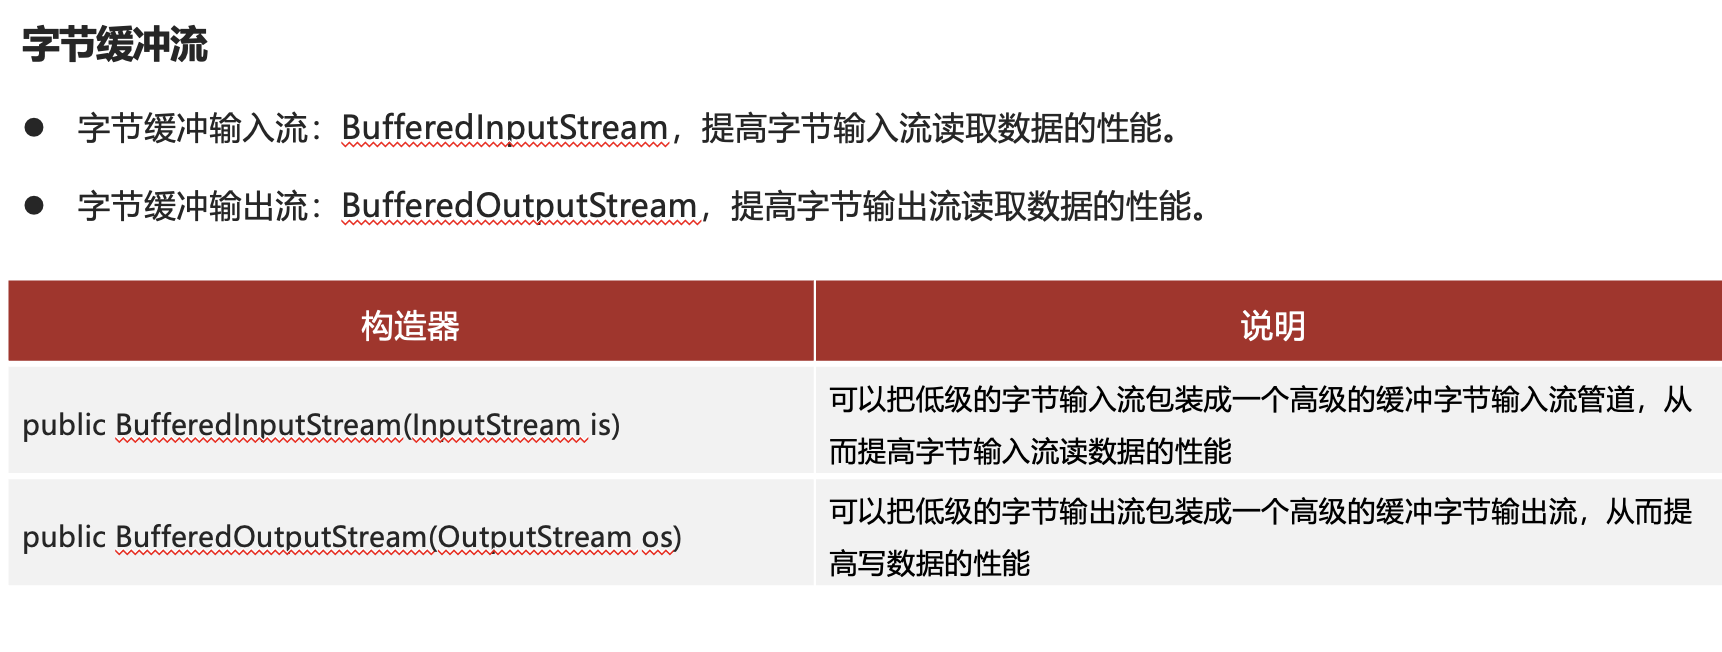 字节缓冲流
● 字节缓冲输入流：BufferedInputStream，提高字节输入流读取数据的性能。
● 字节缓冲输出流：BufferedOutputStream，提高字节输出流读取数据的性能。
构造器 说明
public BufferedInputStream(InputStream is)
可以把低级的字节输入流包装成一个高级的缓冲字节输入流管道，从
而提高字节输入流读数据的性能
public BufferedOutputStream(OutputStream os)
可以把低级的字节输出流包装成一个高级的缓冲字节输出流，从而提
高写数据的性能